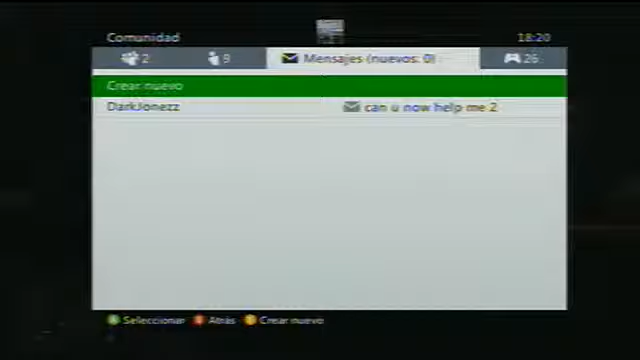 Comunidad 18:20
2 9 Mensajes (nuevos: 0) 26
Crear nuevo
DarkJonezz can u now help me 2
Seleccionar Atrás Crear nuevo